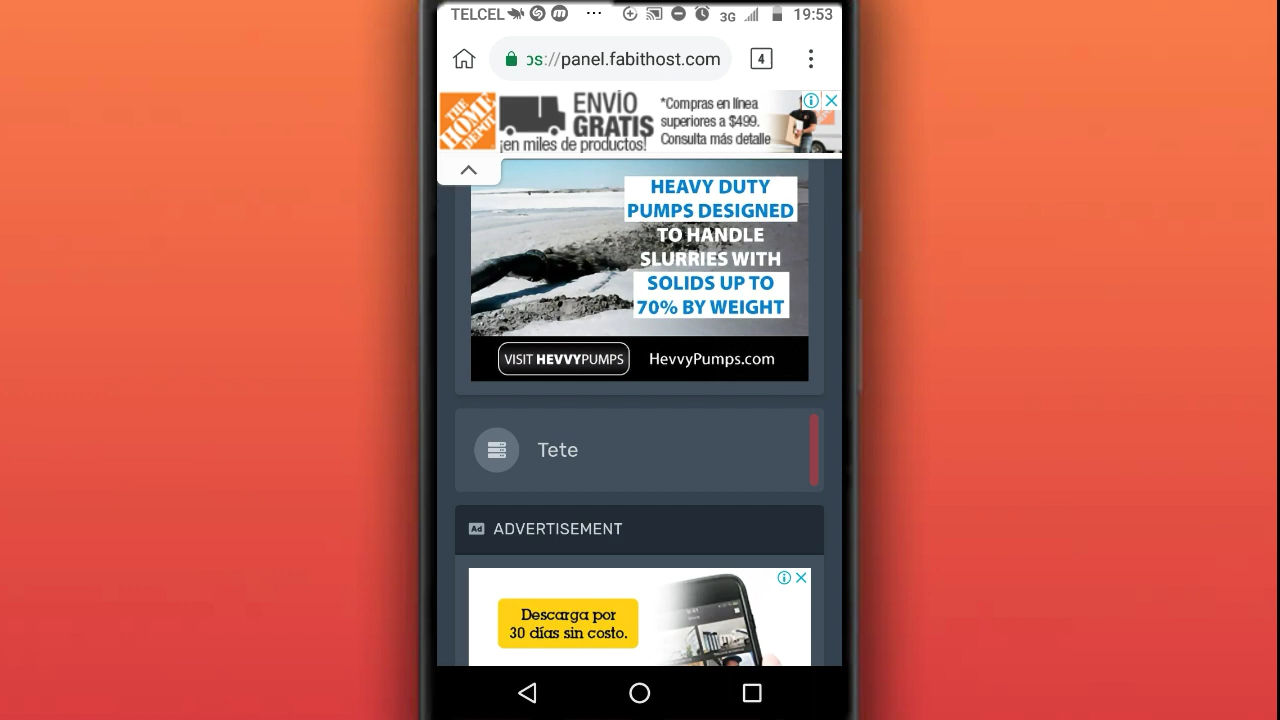 TELCEL ... 3G 19:53
os://panel.fabithost.com 4
THE HOME DEPOT
ENVÍO GRATIS
¡en miles de productos!
*Compras en línea
superiores a $499.
Consulta más detalle
HEAVY DUTY
PUMPS DESIGNED
TO HANDLE
SLURRIES WITH
SOLIDS UP TO
70% BY WEIGHT
VISIT HEVVYPUMPS HevvyPumps.com
Tete
Ad ADVERTISEMENT
Descarga por
30 días sin costo.